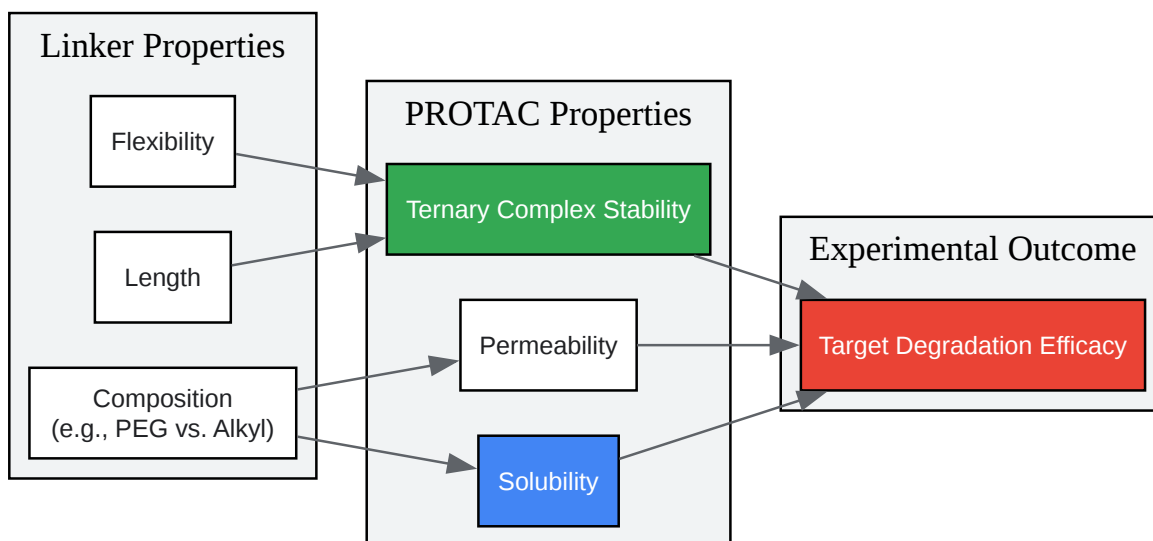 Linker Properties
Flexibility
Length
Composition
(e.g., PEG vs. Alkyl)
PROTAC Properties
Ternary Complex Stability
Permeability
Solubility
Experimental Outcome
Target Degradation Efficacy